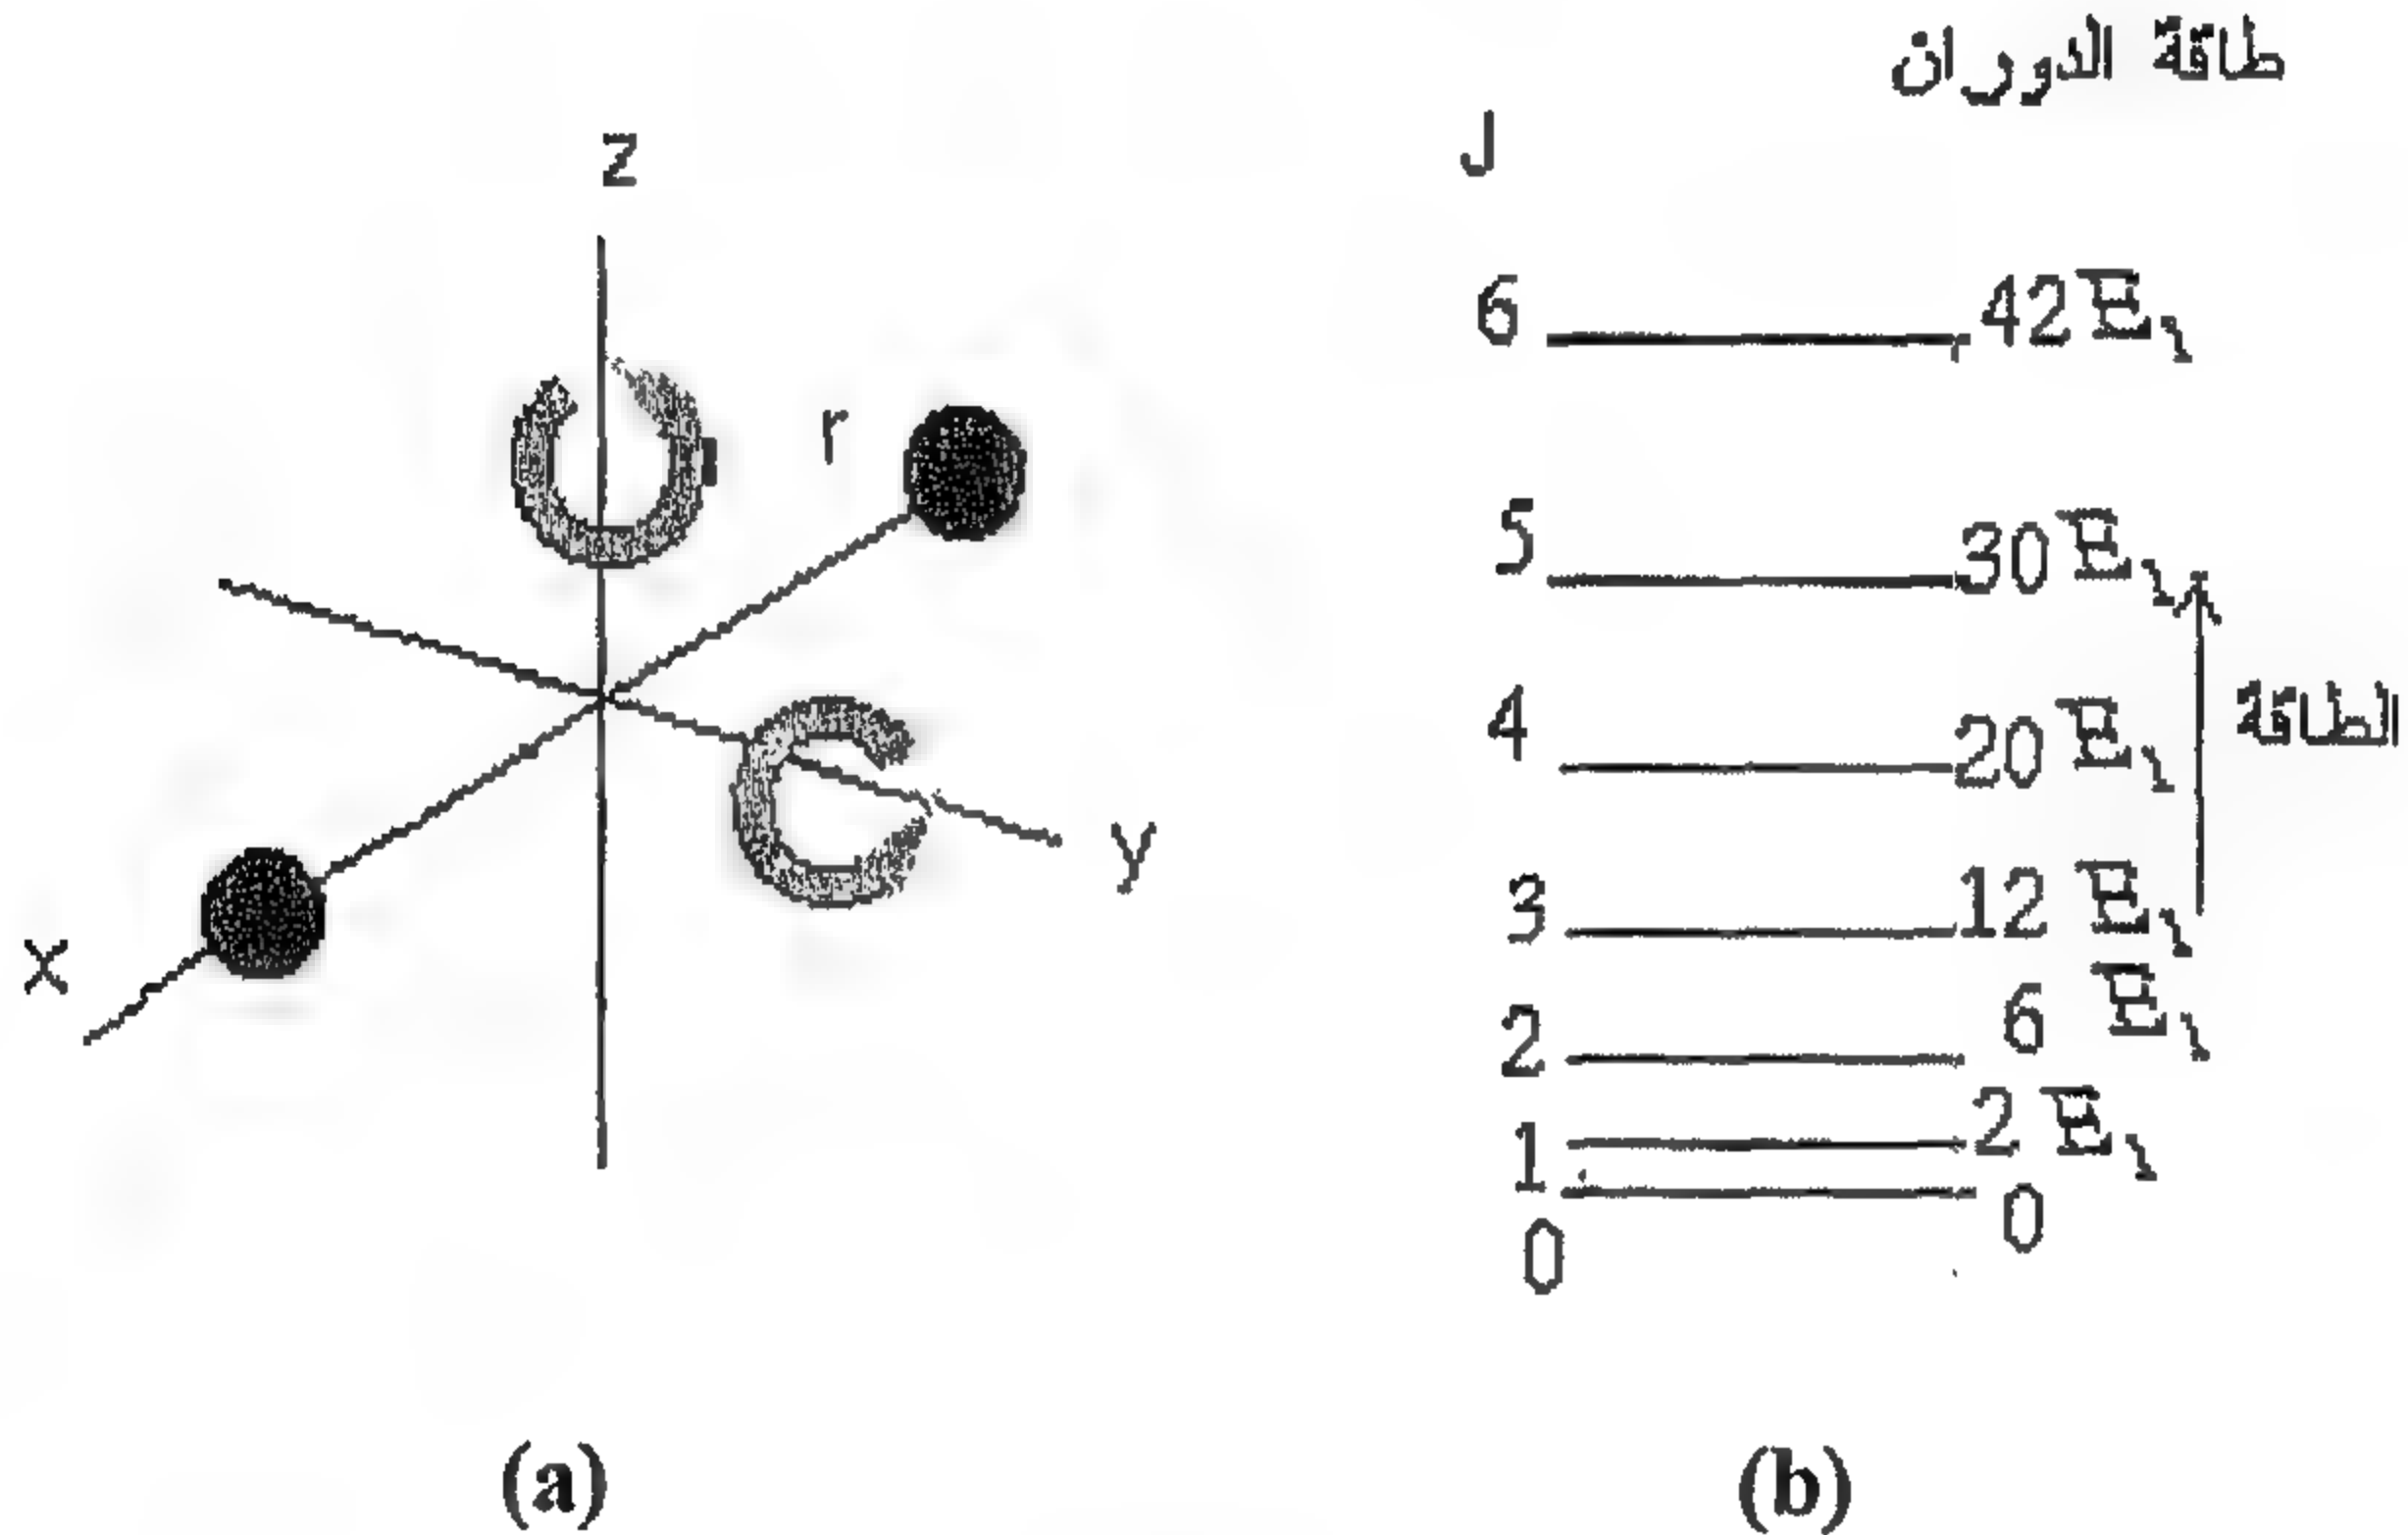 طاقة الدوران
J
6 42E₁
5 30E₁
4 20E₁
3 12E₁
2 6E₁
1 2E₁
0 0
الطاقة
z
r
y
x
(a)
(b)